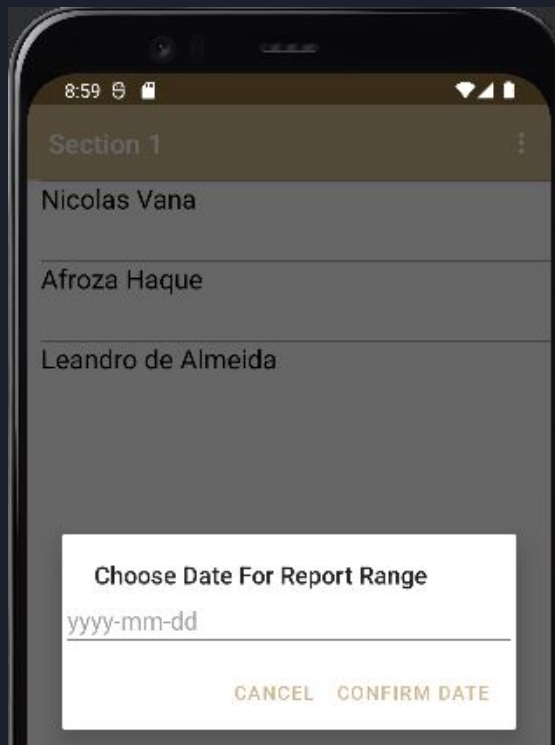 8:59
Section 1
Nicolas Vana
Afroza Haque
Leandro de Almeida
Choose Date For Report Range
yyyy-mm-dd
CANCEL CONFIRM DATE